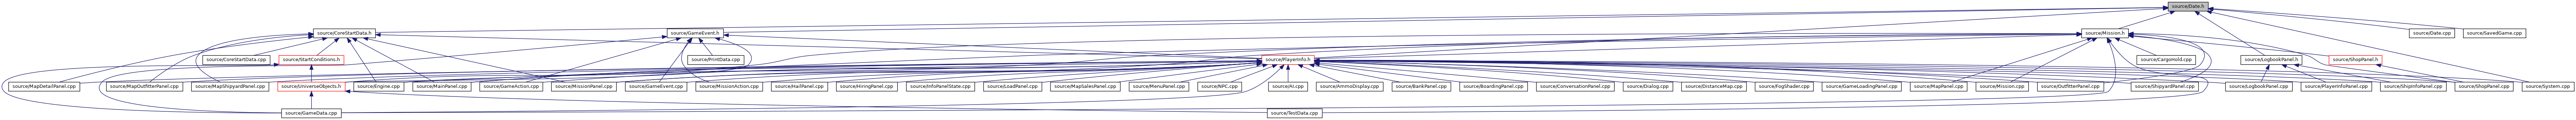 source/Date.h
source/CoreStartData.h
source/GameEvent.h
source/Mission.h
source/Date.cpp
source/SavedGame.cpp
source/CoreStartData.cpp
source/StartConditions.h
source/PrintData.cpp
source/PlayerInfo.h
source/CargoHold.cpp
source/LogbookPanel.h
source/ShopPanel.h
source/MapDetailPanel.cpp
source/MapOutfitterPanel.cpp
source/MapShipyardPanel.cpp
source/UniverseObjects.h
source/Engine.cpp
source/MainPanel.cpp
source/GameAction.cpp
source/MissionPanel.cpp
source/GameEvent.cpp
source/MissionAction.cpp
source/HailPanel.cpp
source/HiringPanel.cpp
source/InfoPanelState.cpp
source/LoadPanel.cpp
source/MapSalesPanel.cpp
source/MenuPanel.cpp
source/NPC.cpp
source/AI.cpp
source/AmmoDisplay.cpp
source/BankPanel.cpp
source/BoardingPanel.cpp
source/ConversationPanel.cpp
source/Dialog.cpp
source/DistanceMap.cpp
source/FogShader.cpp
source/GameLoadingPanel.cpp
source/MapPanel.cpp
source/Mission.cpp
source/OutfitterPanel.cpp
source/ShipyardPanel.cpp
source/LogbookPanel.cpp
source/PlayerInfoPanel.cpp
source/ShipInfoPanel.cpp
source/ShopPanel.cpp
source/System.cpp
source/GameData.cpp
source/TestData.cpp